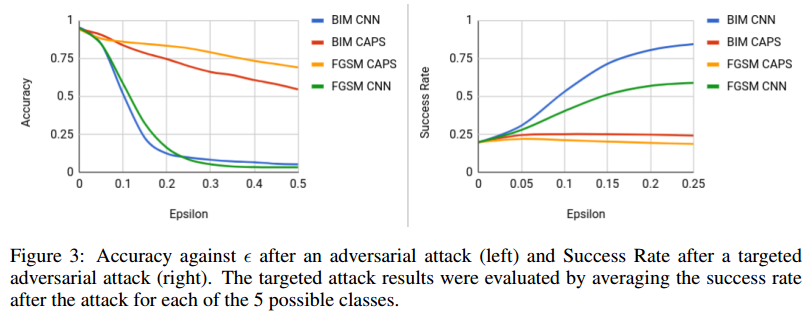 1
0.75
0.5
0.25
0
Accuracy
0
0.1
0.2
0.3
0.4
0.5
Epsilon
BIM CNN
BIM CAPS
FGSM CAPS
FGSM CNN
1
0.75
0.5
0.25
0
Success Rate
0
0.05
0.1
0.15
0.2
0.25
Epsilon
BIM CNN
BIM CAPS
FGSM CAPS
FGSM CNN
Figure 3: Accuracy against ϵ after an adversarial attack (left) and Success Rate after a targeted
adversarial attack (right). The targeted attack results were evaluated by averaging the success rate
after the attack for each of the 5 possible classes.